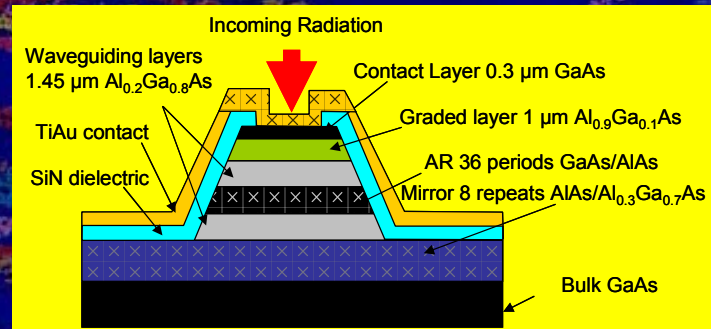 Incoming Radiation
Waveguiding layers
1.45 µm Al₀.₂Ga₀.₈As
TiAu contact
SiN dielectric
Contact Layer 0.3 µm GaAs
Graded layer 1 µm Al₀.₉Ga₀.₁As
AR 36 periods GaAs/AlAs
Mirror 8 repeats AlAs/Al₀.₃Ga₀.₇As
Bulk GaAs